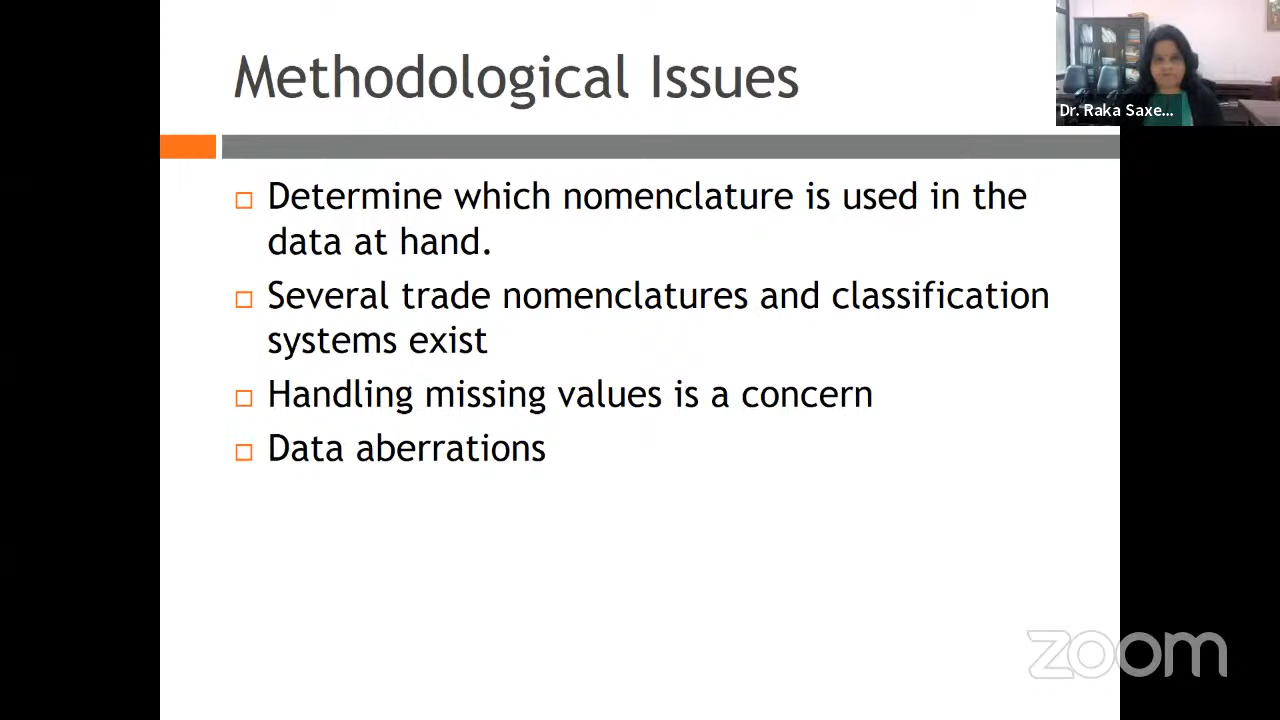 Methodological Issues
Dr. Raka Saxe...
Determine which nomenclature is used in the
data at hand.
Several trade nomenclatures and classification
systems exist
Handling missing values is a concern
Data aberrations
zoom